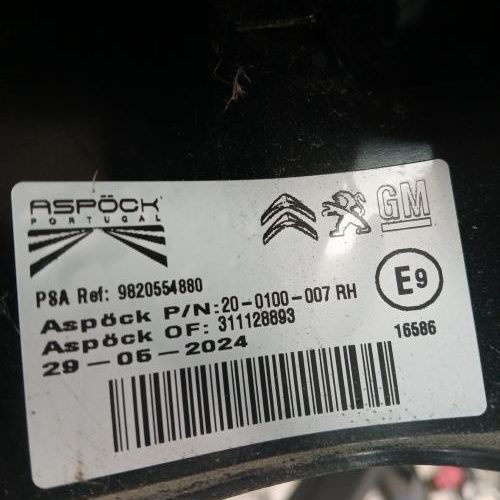 ASPÖCK
PORTUGAL
GM
PSA Ref: 9820554880
Aspöck P/N:20-0100-007 RH
E9
Aspöck OF: 311128893
16586
29-05-2024